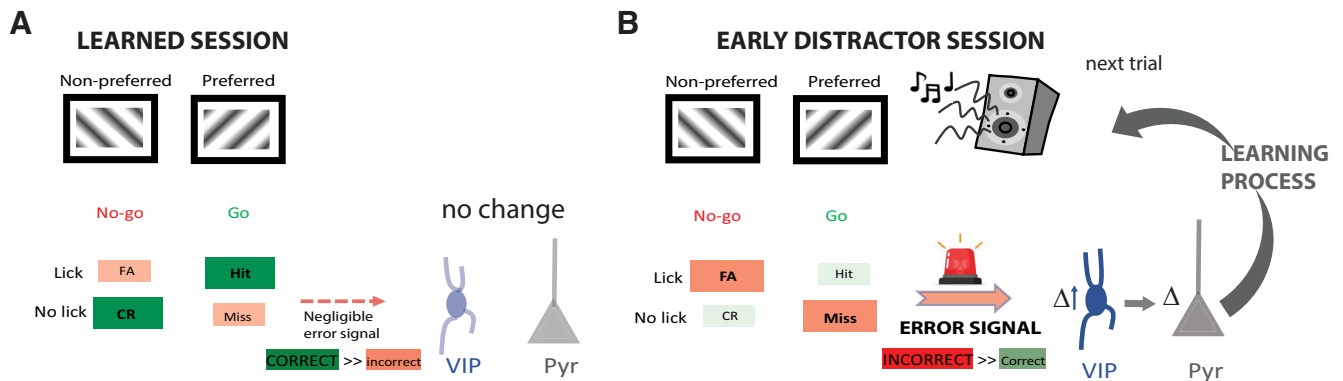 A
LEARNED SESSION
Non-preferred Preferred
No-go Go
no change
Lick FA Hit
No lick CR Miss
Negligible
error signal
CORRECT >> incorrect
VIP Pyr
B
EARLY DISTRACTOR SESSION
Non-preferred Preferred
next trial
LEARNING
PROCESS
No-go Go
Lick FA Hit
No lick CR Miss
ERROR SIGNAL
INCORRECT >> Correct
Δ Δ
VIP Pyr